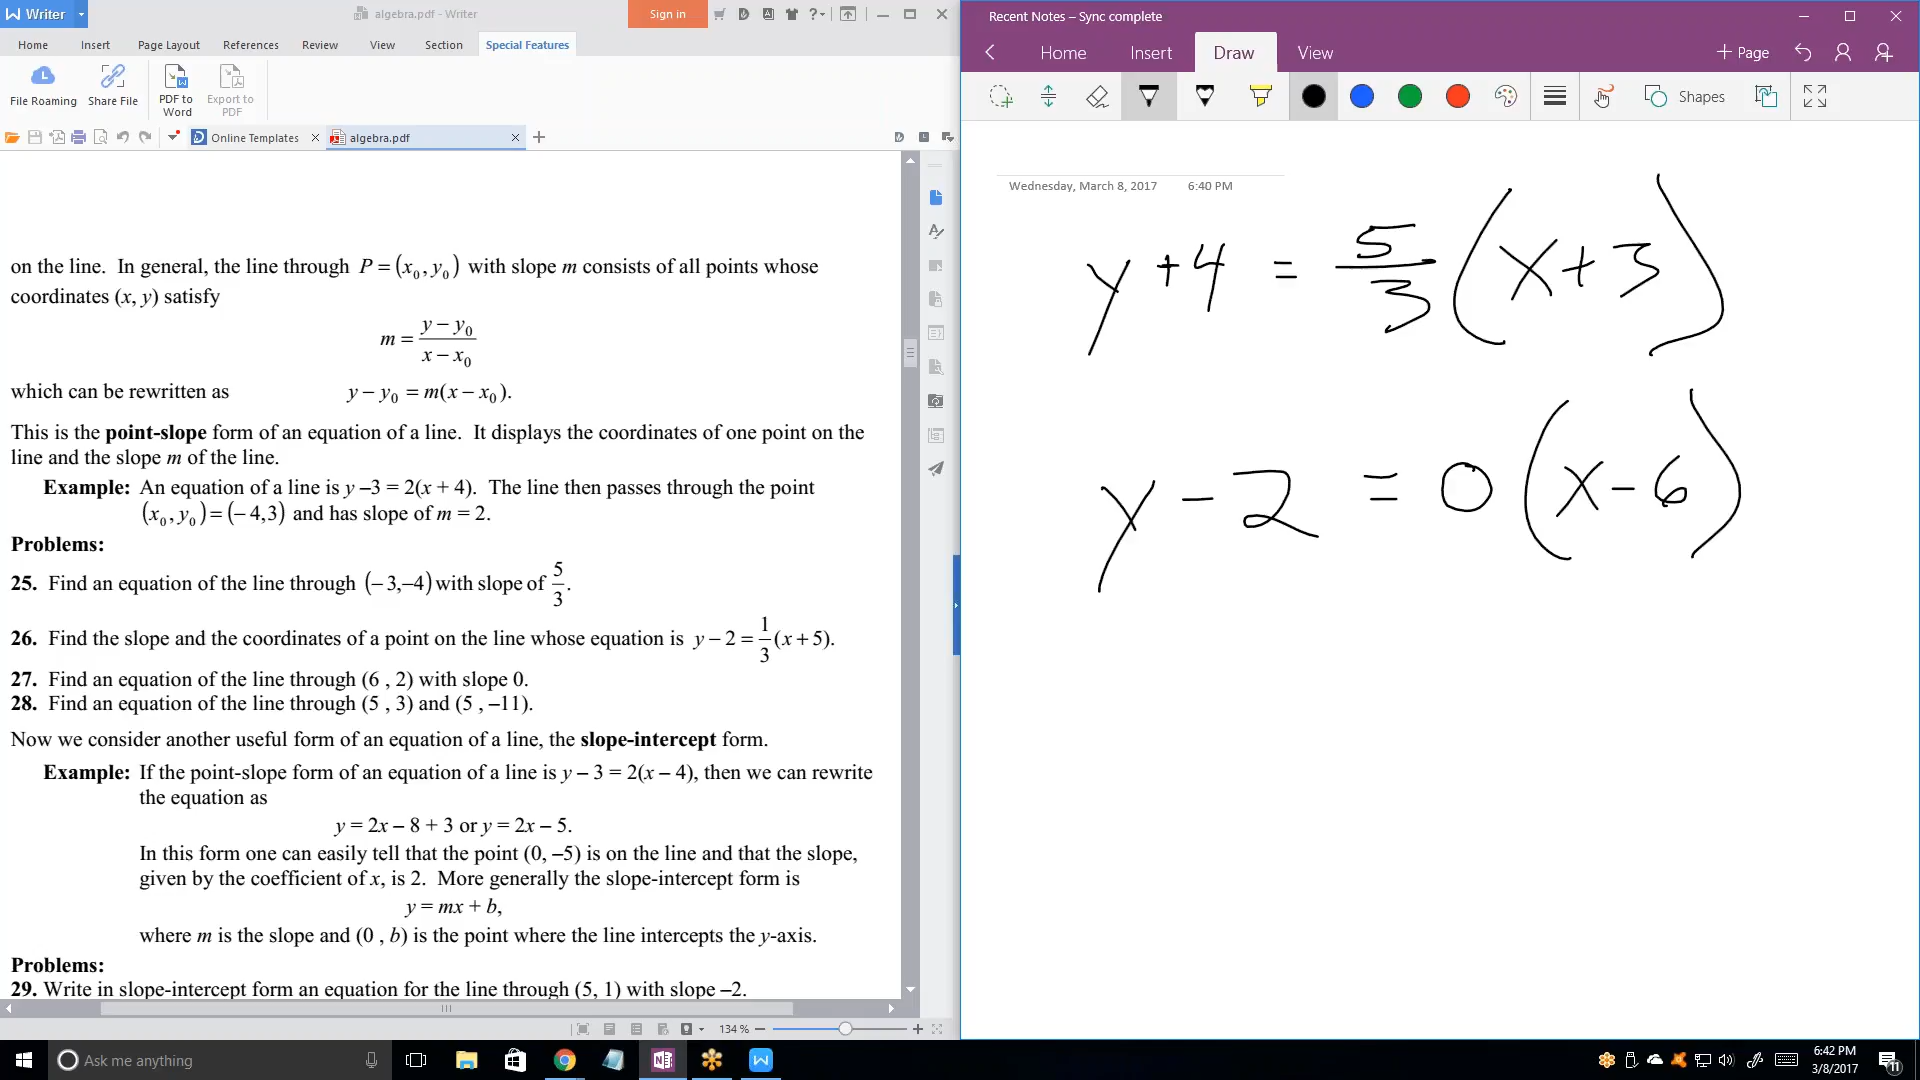 Writer
algebra.pdf - Writer
Sign in
Home Insert Page Layout References Review View Section Special Features
File Roaming Share File PDF to Word Export to PDF
Online Templates algebra.pdf
on the line. In general, the line through P = (x₀, y₀) with slope m consists of all points whose
coordinates (x, y) satisfy
m = (y − y₀)/(x − x₀)
which can be rewritten as y − y₀ = m(x − x₀).
This is the point-slope form of an equation of a line. It displays the coordinates of one point on the
line and the slope m of the line.
Example: An equation of a line is y –3 = 2(x + 4). The line then passes through the point
(x₀, y₀) = (− 4,3) and has slope of m = 2.
Problems:
25. Find an equation of the line through (− 3,−4) with slope of 5/3.
26. Find the slope and the coordinates of a point on the line whose equation is y − 2 = 1/3 (x + 5).
27. Find an equation of the line through (6 , 2) with slope 0.
28. Find an equation of the line through (5 , 3) and (5 , –11).
Now we consider another useful form of an equation of a line, the slope-intercept form.
Example: If the point-slope form of an equation of a line is y – 3 = 2(x – 4), then we can rewrite
the equation as
y = 2x – 8 + 3 or y = 2x – 5.
In this form one can easily tell that the point (0, –5) is on the line and that the slope,
given by the coefficient of x, is 2. More generally the slope-intercept form is
y = mx + b,
where m is the slope and (0 , b) is the point where the line intercepts the y-axis.
Problems:
29. Write in slope-intercept form an equation for the line through (5, 1) with slope –2.
134 %
Recent Notes – Sync complete
Home Insert Draw View
Page
Shapes
Wednesday, March 8, 2017 6:40 PM
y + 4 = 5/3 (x + 3)
y − 2 = 0 (x − 6)
Ask me anything
6:42 PM
3/8/2017
11